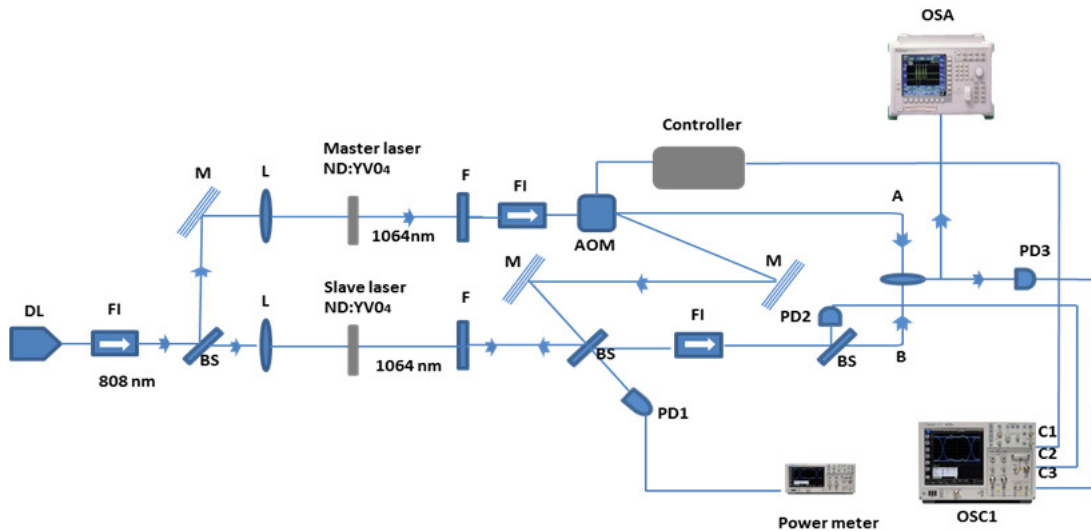 OSA
Controller
Master laser
ND:YV04
M
L
F
FI
A
1064nm
AOM
M
M
PD3
Slave laser
ND:YV04
DL
FI
L
F
FI
PD2
BS
BS
BS
B
808 nm
1064 nm
PD1
C1
C2
C3
Power meter
OSC1